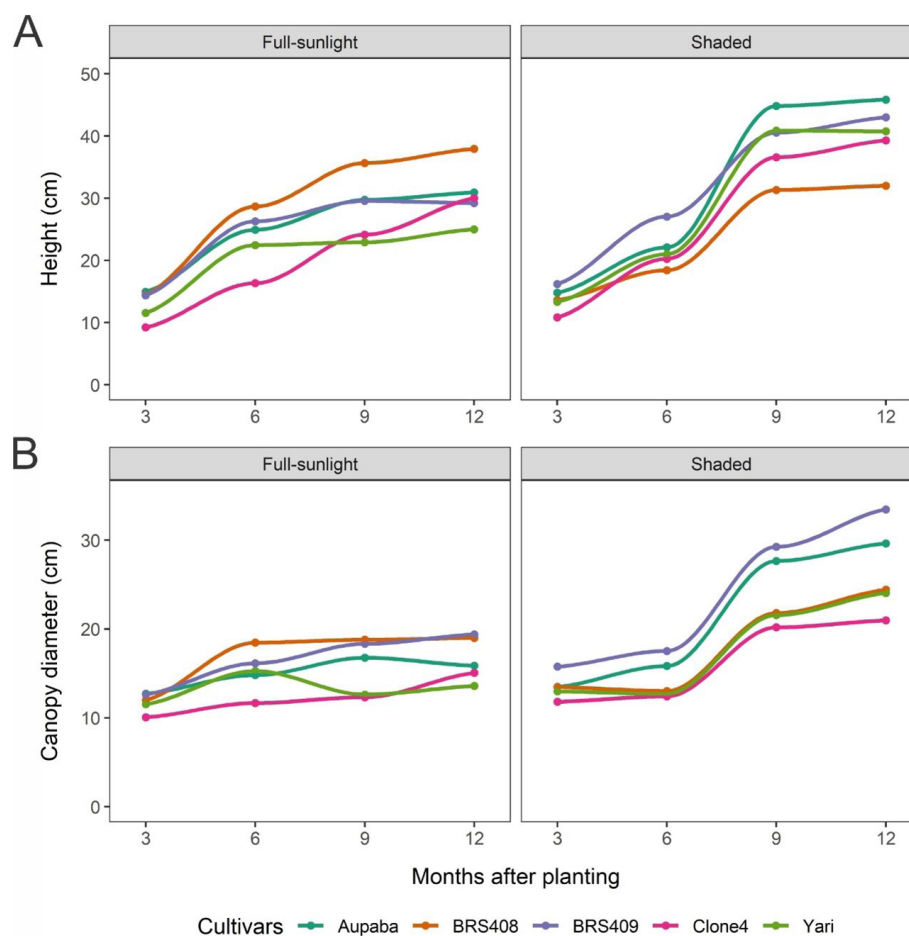 A
Full-sunlight
Shaded
Height (cm)
50
40
30
20
10
0
3 6 9 12
3 6 9 12
B
Full-sunlight
Shaded
Canopy diameter (cm)
30
20
10
0
3 6 9 12
3 6 9 12
Months after planting
Cultivars Aupaba BRS408 BRS409 Clone4 Yari